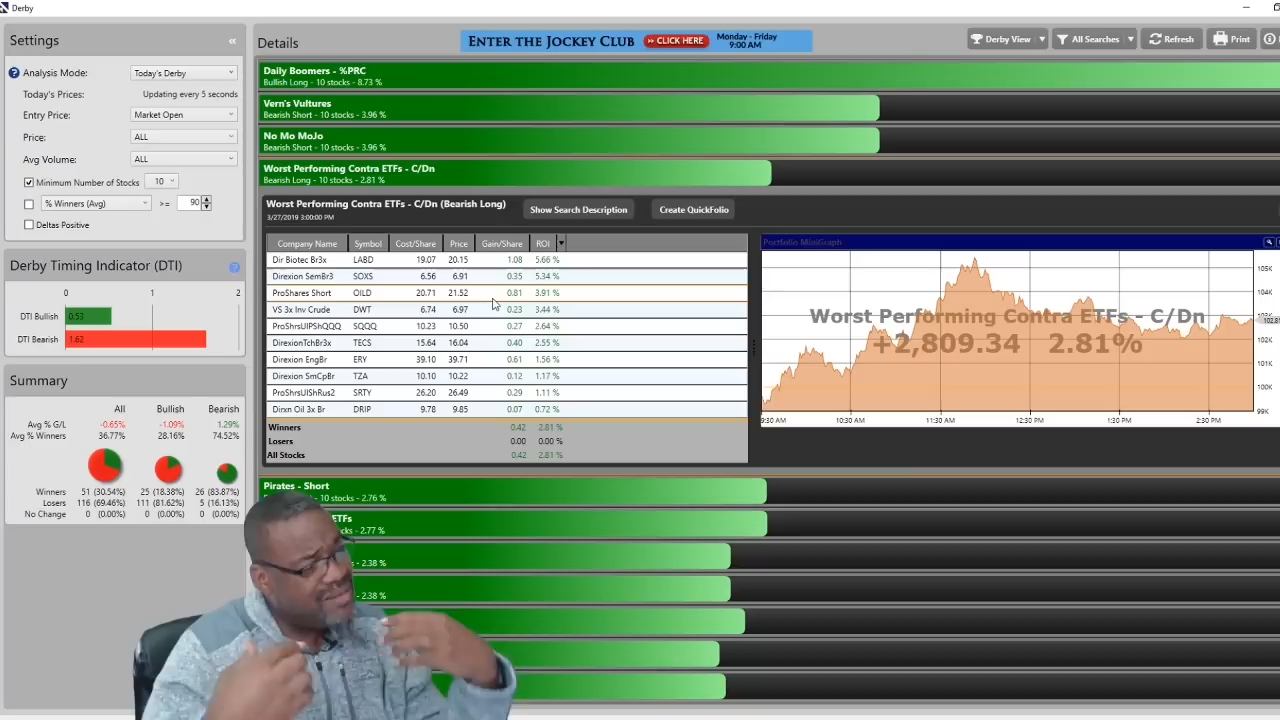 Derby
Settings
«
Analysis Mode: Today's Derby
Today's Prices: Updating every 5 seconds
Entry Price: Market Open
Price: ALL
Avg Volume: ALL
Minimum Number of Stocks 10
% Winners (Avg) >= 90
Deltas Positive
Derby Timing Indicator (DTI)
0 1 2
DTI Bullish 0.53
DTI Bearish 1.62
Summary
All Bullish Bearish
Avg % G/L -0.65% -1.09% 1.29%
Avg % Winners 36.77% 28.16% 74.52%
Winners 51 (30.54%) 25 (18.38%) 26 (83.87%)
Losers 116 (69.46%) 111 (81.62%) 5 (16.13%)
No Change 0 (0.00%) 0 (0.00%) 0 (0.00%)
Details
ENTER THE JOCKEY CLUB >> CLICK HERE Monday - Friday
9:00 AM
Derby View All Searches Refresh Print
Daily Boomers - %PRC
Bullish Long - 10 stocks - 8.73 %
Vern's Vultures
Bearish Short - 10 stocks - 3.96 %
No Mo MoJo
Bearish Short - 10 stocks - 3.96 %
Worst Performing Contra ETFs - C/Dn
Bearish Long - 10 stocks - 2.81 %
Worst Performing Contra ETFs - C/Dn (Bearish Long)
3/27/2019 3:00:00 PM
Show Search Description Create QuickFolio
Company Name Symbol Cost/Share Price Gain/Share ROI
Dir Biotec Br3x LABD 19.07 20.15 1.08 5.66 %
Direxion SemBr3 SOXS 6.56 6.91 0.35 5.34 %
ProShares Short OILD 20.71 21.52 0.81 3.91 %
VS 3x Inv Crude DWT 6.74 6.97 0.23 3.44 %
ProShrsUlPShQQQ SQQQ 10.23 10.50 0.27 2.64 %
DirexionTchBr3x TECS 15.64 16.04 0.40 2.55 %
Direxion EngBr ERY 39.10 39.71 0.61 1.56 %
Direxion SmCpBr TZA 10.10 10.22 0.12 1.17 %
ProShrsUlShRus2 SRTY 26.20 26.49 0.29 1.11 %
Dirxn Oil 3x Br DRIP 9.78 9.85 0.07 0.72 %
Winners 0.42 2.81 %
Losers 0.00 0.00 %
All Stocks 0.42 2.81 %
Portfolio MiniGraph
Worst Performing Contra ETFs - C/Dn
+2,809.34 2.81%
105K
104K
103K
102K
101K
100K
99K
9:30 AM 10:30 AM 11:30 AM 12:30 PM 1:30 PM 2:30 PM
Pirates - Short
- 10 stocks - 2.76 %
ETFs
- 2.77 %
- 2.38 %
- 2.38 %